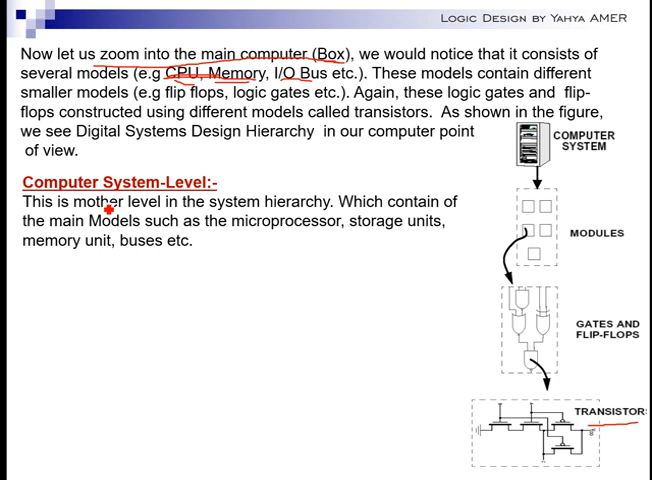 Logic Design by Yahya AMER
Now let us zoom into the main computer (Box), we would notice that it consists of
several models (e.g CPU, Memory, I/O Bus etc.). These models contain different
smaller models (e.g flip flops, logic gates etc.). Again, these logic gates and flip-
flops constructed using different models called transistors. As shown in the figure,
we see Digital Systems Design Hierarchy in our computer point
of view.
COMPUTER
SYSTEM
Computer System-Level:-
This is mother level in the system hierarchy. Which contain of
the main Models such as the microprocessor, storage units,
memory unit, buses etc.
MODULES
GATES AND
FLIP-FLOPS
TRANSISTOR